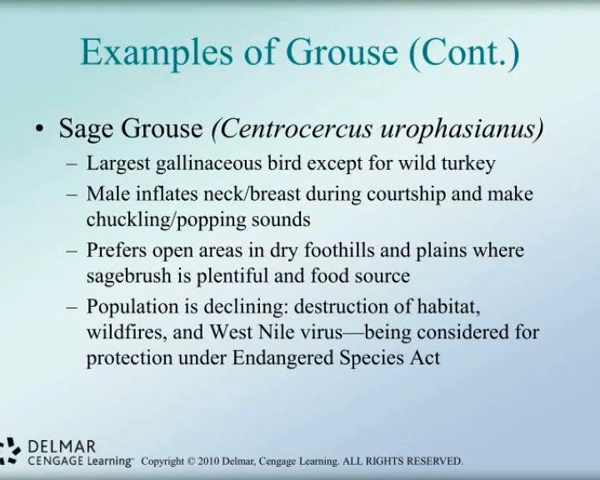 Examples of Grouse (Cont.)
• Sage Grouse (Centrocercus urophasianus)
– Largest gallinaceous bird except for wild turkey
– Male inflates neck/breast during courtship and make
chuckling/popping sounds
– Prefers open areas in dry foothills and plains where
sagebrush is plentiful and food source
– Population is declining: destruction of habitat,
wildfires, and West Nile virus—being considered for
protection under Endangered Species Act
DELMAR
CENGAGE Learning™ Copyright © 2010 Delmar, Cengage Learning. ALL RIGHTS RESERVED.